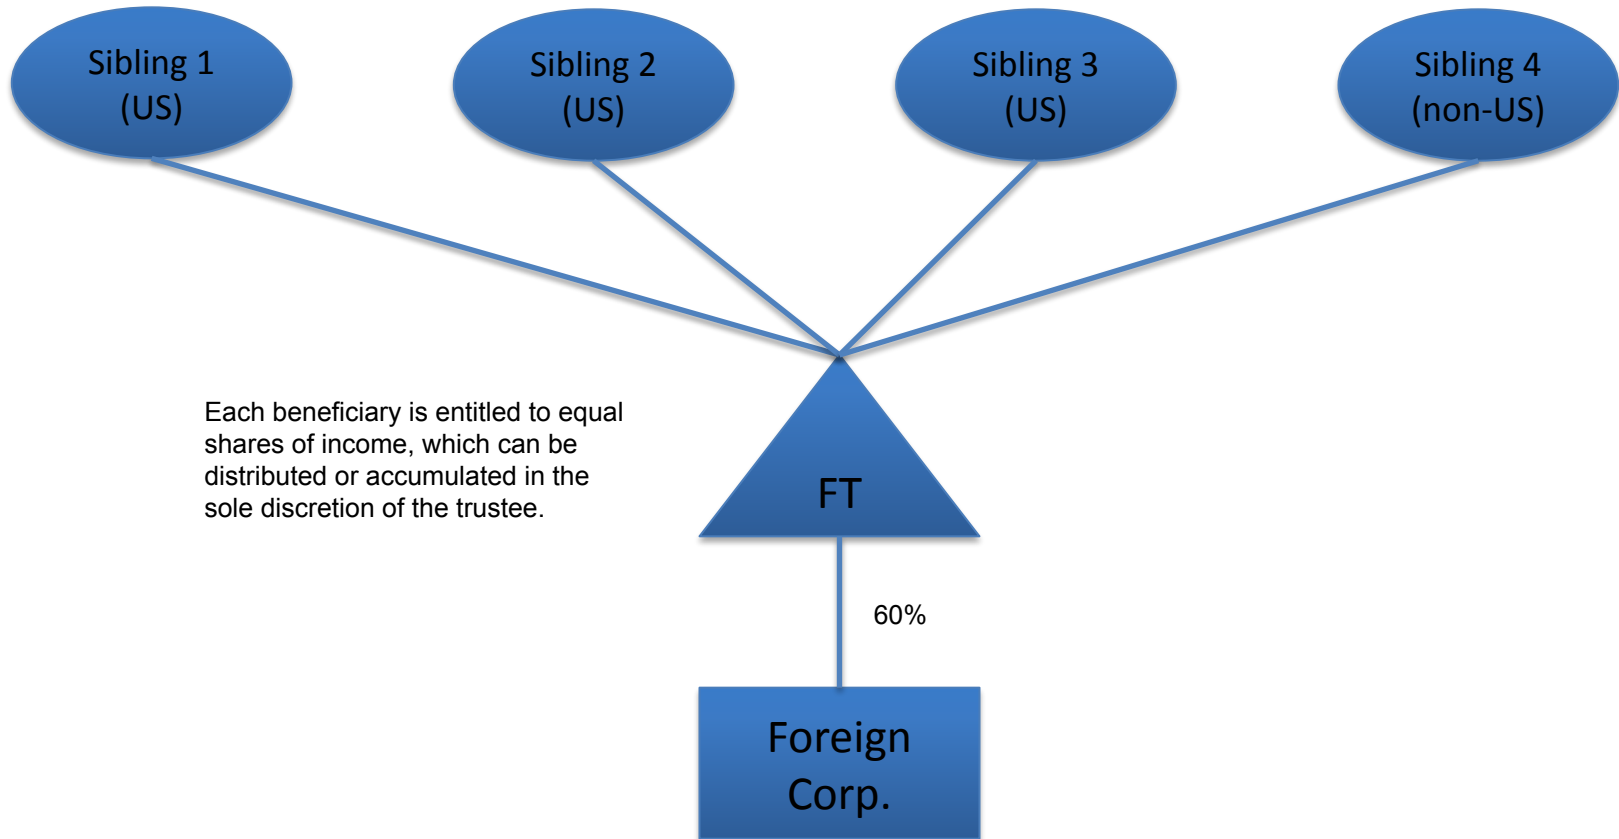 Sibling 1
(US)
Sibling 2
(US)
Sibling 3
(US)
Sibling 4
(non-US)
Each beneficiary is entitled to equal
shares of income, which can be
distributed or accumulated in the
sole discretion of the trustee.
FT
60%
Foreign
Corp.